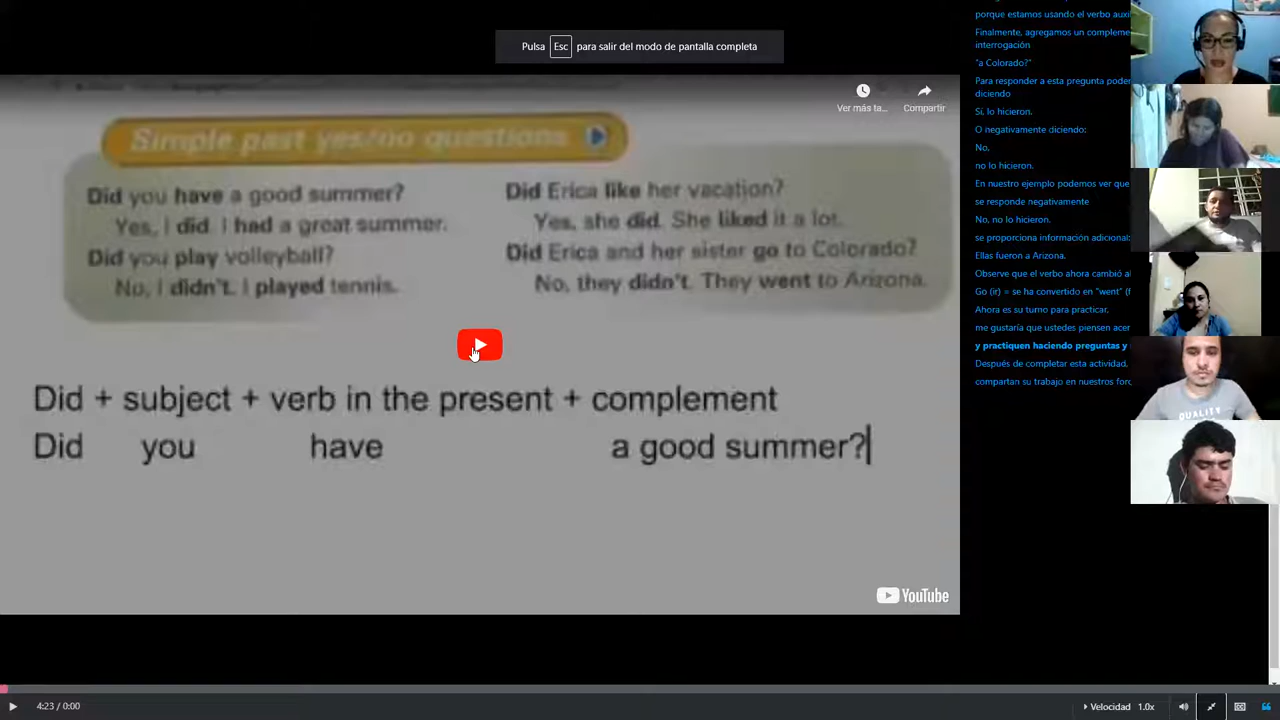 Pulsa Esc para salir del modo de pantalla completa
Ver más ta...
Compartir
Simple past yes/no questions
Did you have a good summer?
Yes, I did. I had a great summer.
Did you play volleyball?
No, I didn't. I played tennis.
Did Erica like her vacation?
Yes, she did. She liked it a lot.
Did Erica and her sister go to Colorado?
No, they didn't. They went to Arizona.
Did + subject + verb in the present + complement
Did you have a good summer?
YouTube
porque estamos usando el verbo auxi
Finalmente, agregamos un compleme
interrogación
"a Colorado?"
Para responder a esta pregunta poder
diciendo
Sí, lo hicieron.
O negativamente diciendo:
No,
no lo hicieron.
En nuestro ejemplo podemos ver que
se responde negativamente
No, no lo hicieron.
se proporciona información adicional:
Ellas fueron a Arizona.
Observe que el verbo ahora cambió al
Go (ir) = se ha convertido en "went" (f
Ahora es su turno para practicar,
me gustaría que ustedes piensen acer
y practiquen haciendo preguntas y
Después de completar esta actividad,
compartan su trabajo en nuestros foro
QUALITY
4:23 / 0:00
Velocidad 1.0x